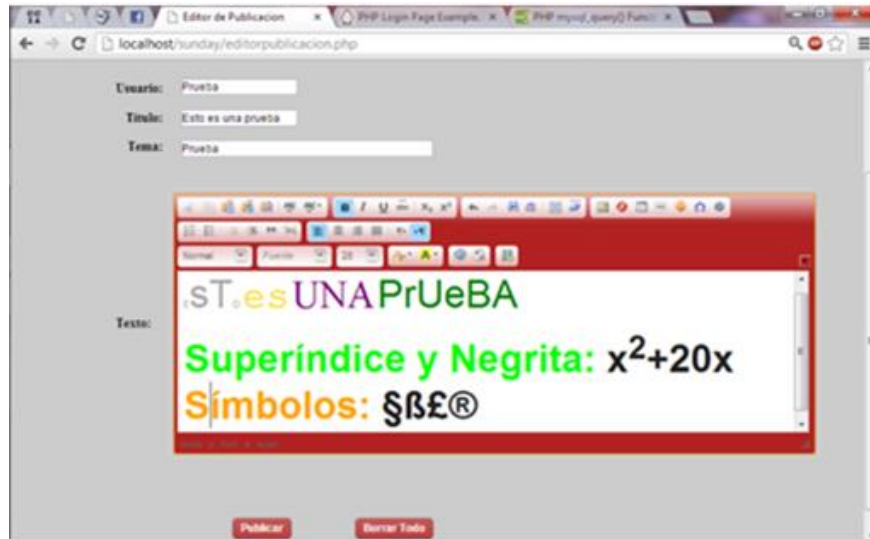 Editor de Publicacion
PHP Login Page Example.
PHP mysql_query() Functi
localhost/sunday/editorpublicacion.php
Usuario: Prueba
Titulo: Esto es una prueba
Tema: Prueba
Normal Fuente 28
sT. es UNA PrUeBA
Texto:
Superíndice y Negrita: x²+20x
Símbolos: §ß£®
Publicar Borrar Todo